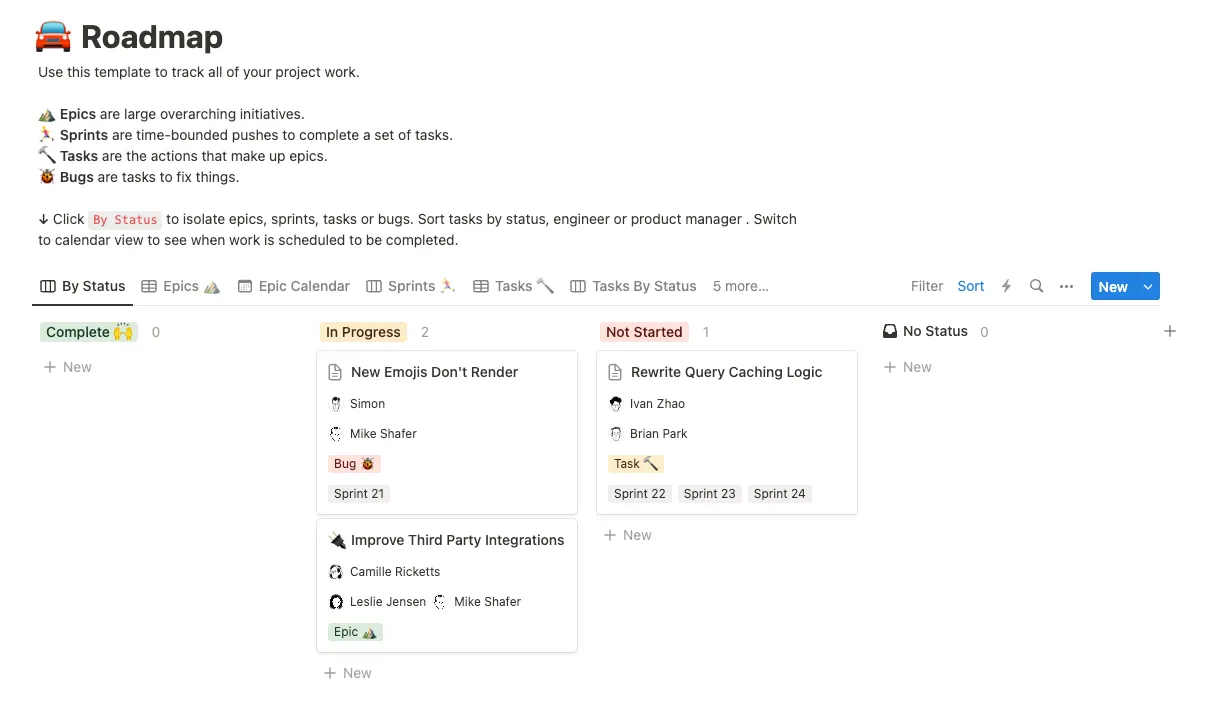 🚘 Roadmap
Use this template to track all of your project work.
⛰️ Epics are large overarching initiatives.
🏃‍♀️ Sprints are time-bounded pushes to complete a set of tasks.
🔨 Tasks are the actions that make up epics.
🐞 Bugs are tasks to fix things.
↓ Click By Status to isolate epics, sprints, tasks or bugs. Sort tasks by status, engineer or product manager . Switch
to calendar view to see when work is scheduled to be completed.
By Status Epics ⛰️ Epic Calendar Sprints 🏃‍♀️ Tasks 🔨 Tasks By Status 5 more... Filter Sort New
Complete 🙌 0
+ New
In Progress 2
New Emojis Don't Render
Simon
Mike Shafer
Bug 🐞
Sprint 21
🔌 Improve Third Party Integrations
Camille Ricketts
Leslie Jensen Mike Shafer
Epic ⛰️
+ New
Not Started 1
Rewrite Query Caching Logic
Ivan Zhao
Brian Park
Task 🔨
Sprint 22 Sprint 23 Sprint 24
+ New
No Status 0
+ New